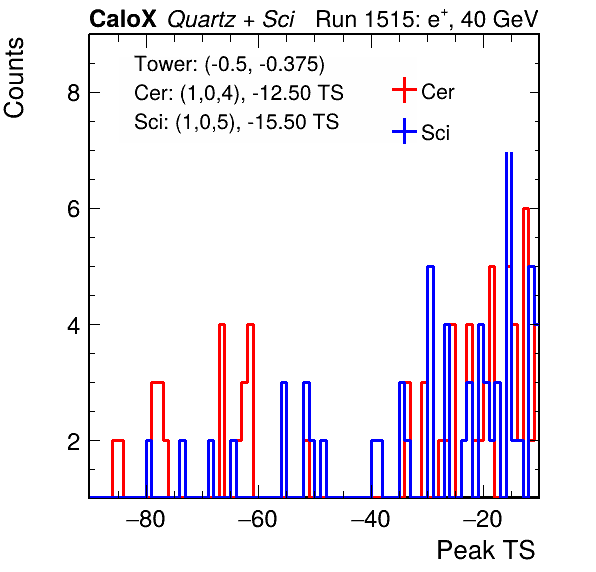 CaloX Quartz + Sci Run 1515: e⁺, 40 GeV
Counts
Tower: (-0.5, -0.375)
Cer: (1,0,4), -12.50 TS
Sci: (1,0,5), -15.50 TS
Cer
Sci
8
6
4
2
−80 −60 −40 −20
Peak TS